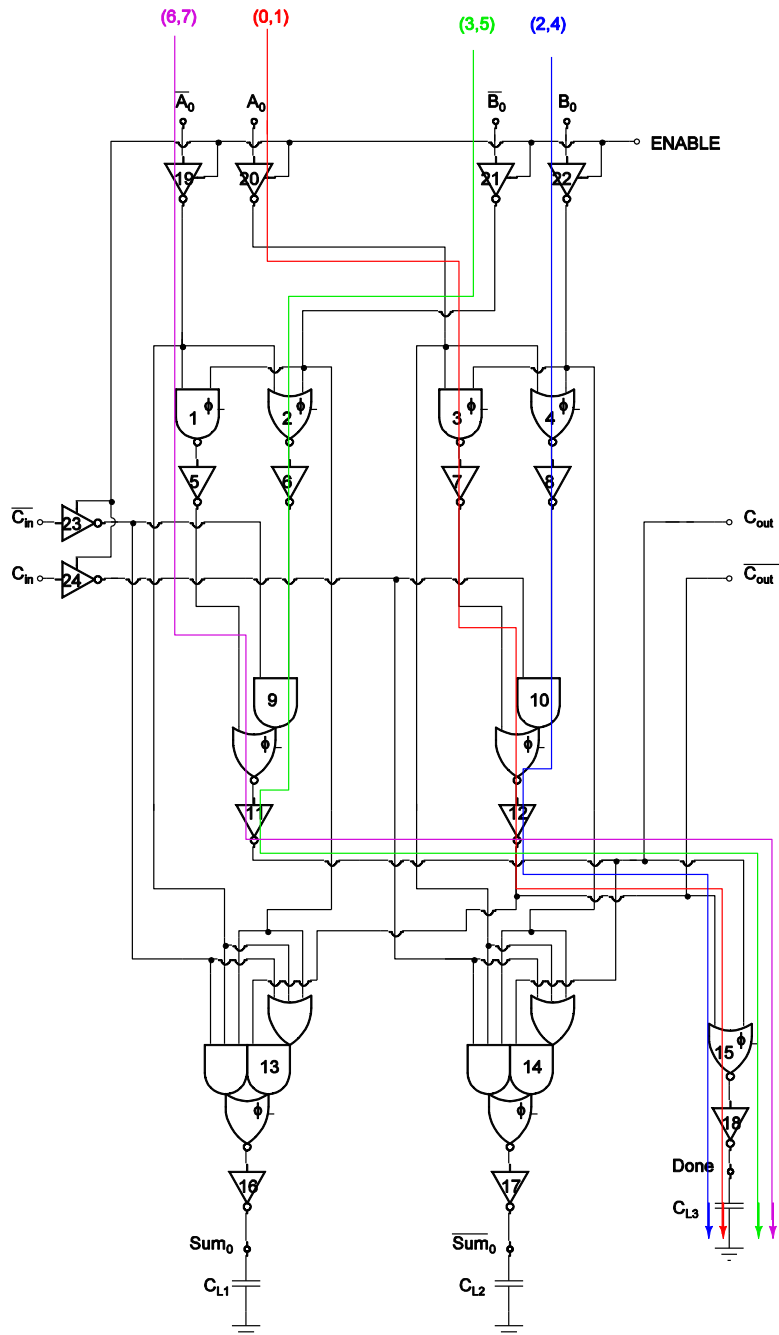 (6,7) (0,1) (3,5) (2,4)
A̅₀ A₀ B̅₀ B₀
ENABLE
19 20 21 22
1 2 3 4
5 6 7 8
C̅i̅n̅ 23 Cout
Cin 24 C̅o̅u̅t̅
9 10
ϕ ϕ ϕ ϕ
ϕ ϕ
11 12
15 ϕ
13 14
ϕ ϕ
18
Done
16 17
CL3
Sum₀ S̅u̅m̅₀
CL1 CL2